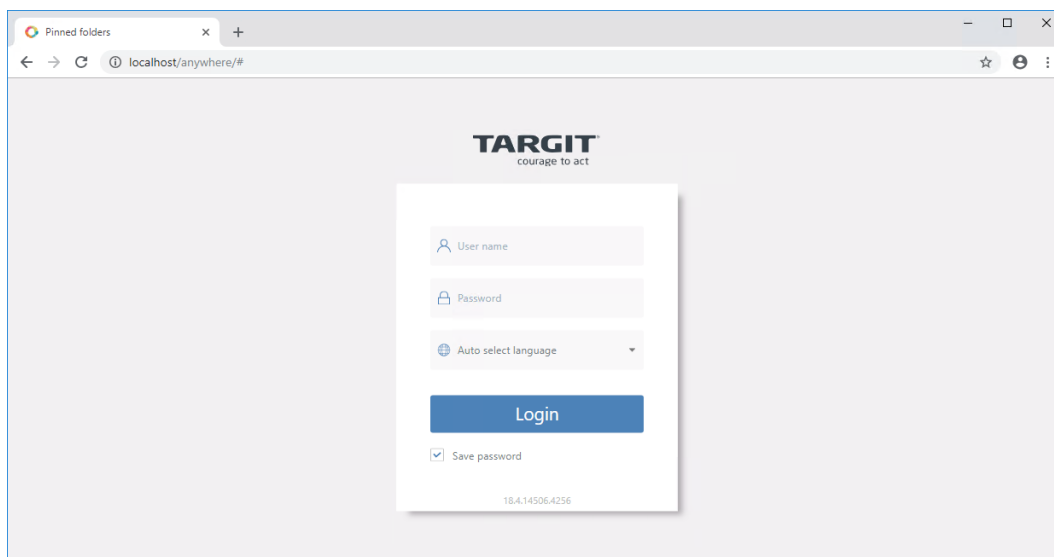 Pinned folders
localhost/anywhere/#
TARGIT
courage to act
User name
Password
Auto select language
Login
Save password
18.4.14506.4256